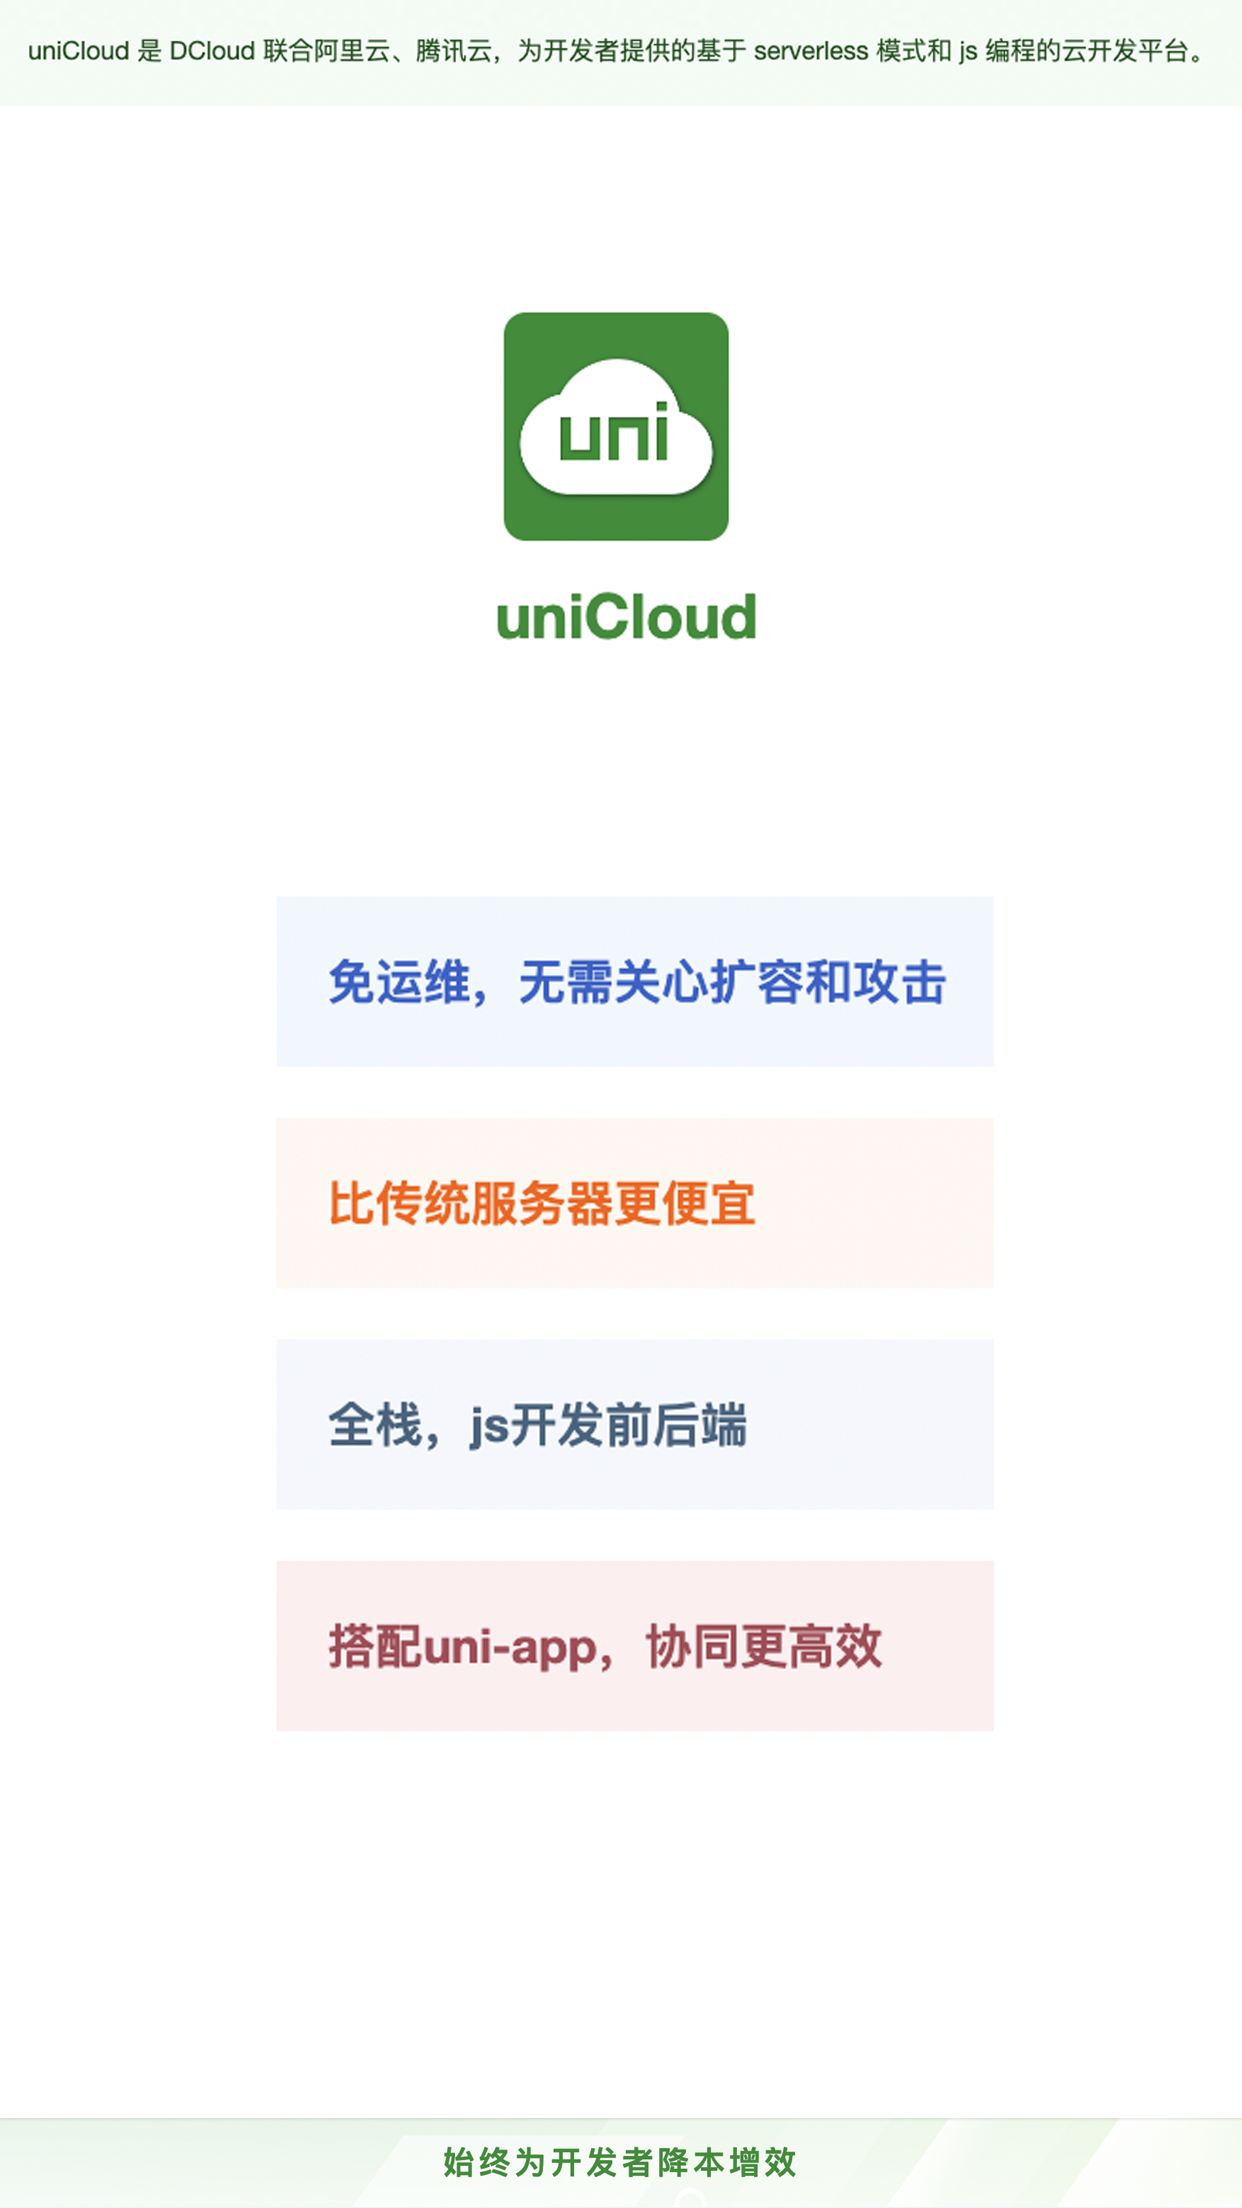 uniCloud 是 DCloud 联合阿里云、腾讯云，为开发者提供的基于 serverless 模式和 js 编程的云开发平台。
uni
uniCloud
免运维，无需关心扩容和攻击
比传统服务器更便宜
全栈，js开发前后端
搭配uni-app，协同更高效
始终为开发者降本增效